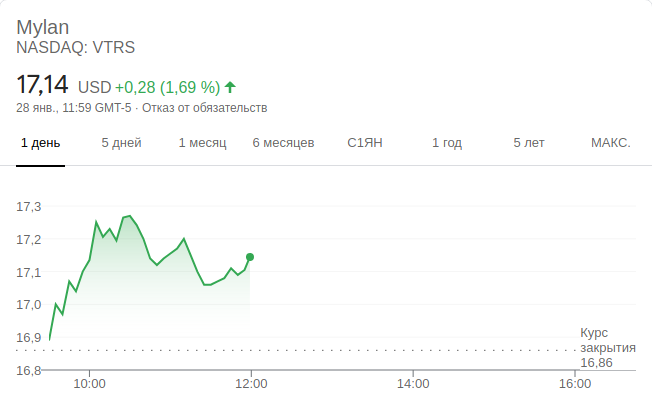 Mylan
NASDAQ: VTRS
17,14 USD +0,28 (1,69 %)
28 янв., 11:59 GMT-5 · Отказ от обязательств
1 день 5 дней 1 месяц 6 месяцев С1ЯН 1 год 5 лет МАКС.
17,3
17,2
17,1
17,0
16,9
16,8
Курс
закрытия
16,86
10:00 12:00 14:00 16:00